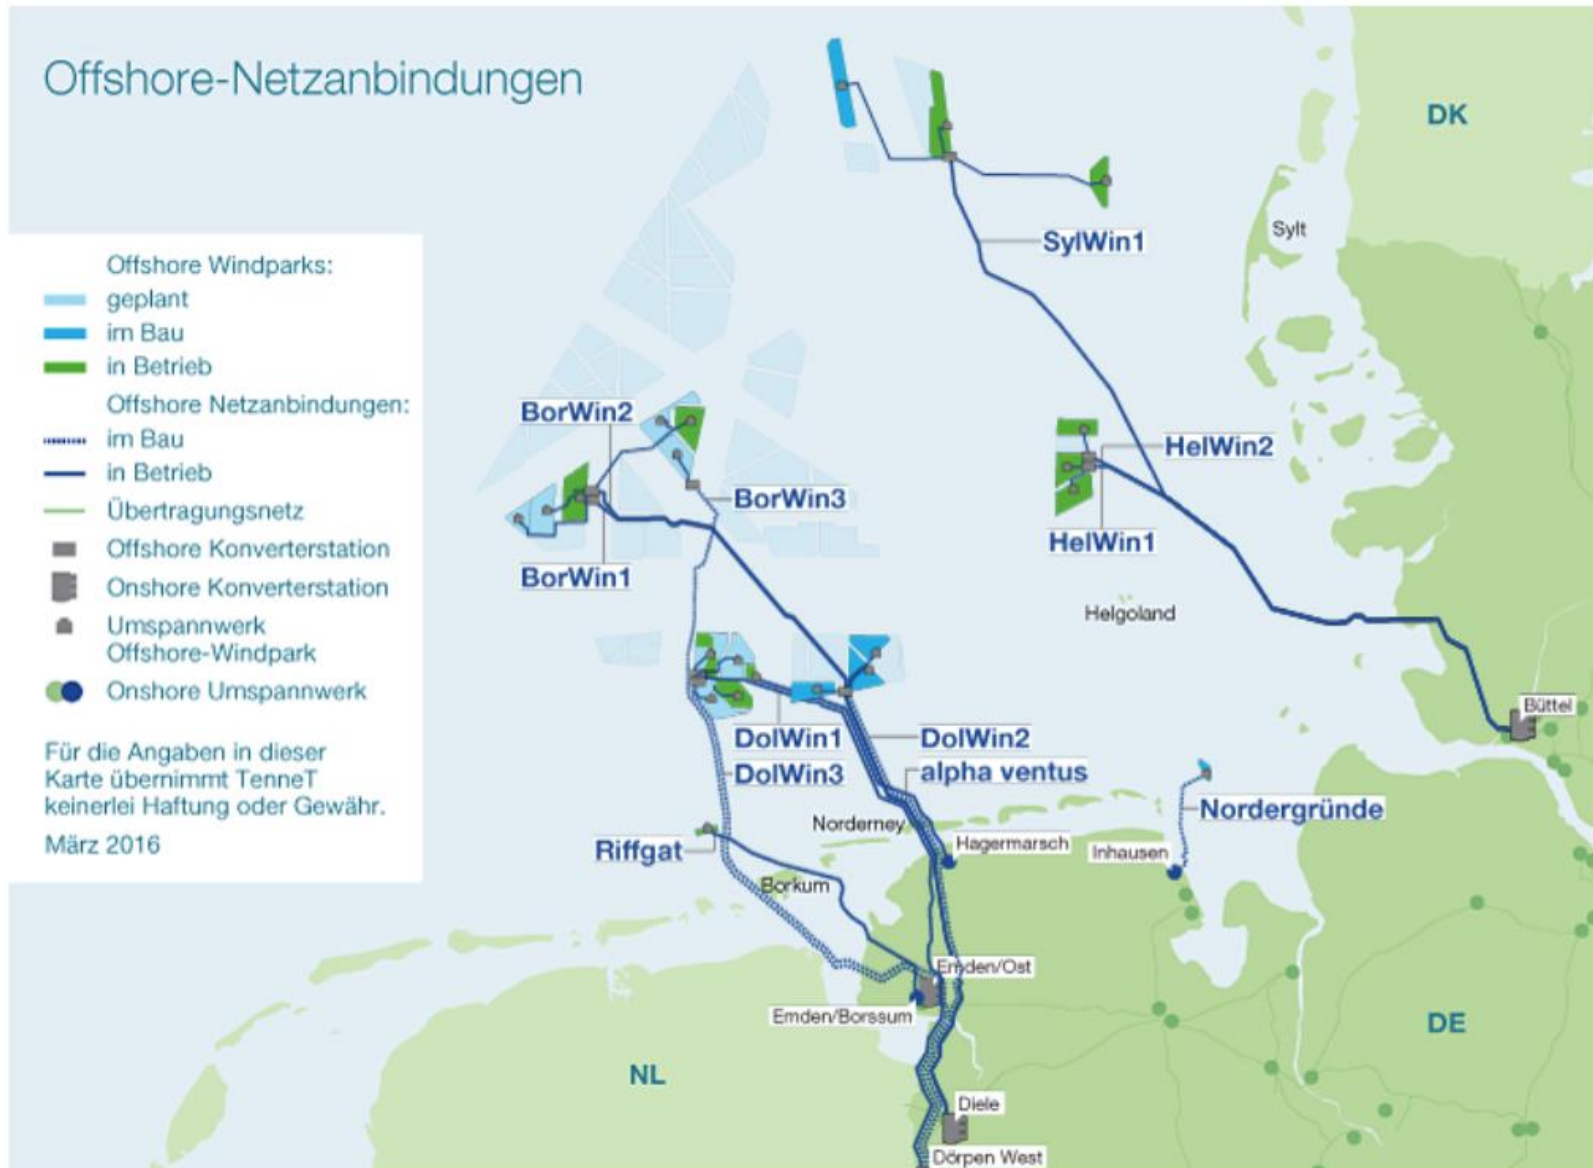 Offshore-Netzanbindungen
DK
Sylt
SylWin1
Offshore Windparks:
geplant
im Bau
in Betrieb
Offshore Netzanbindungen:
im Bau
in Betrieb
Übertragungsnetz
Offshore Konverterstation
Onshore Konverterstation
Umspannwerk
Offshore-Windpark
Onshore Umspannwerk
Für die Angaben in dieser
Karte übernimmt TenneT
keinerlei Haftung oder Gewähr.
März 2016
BorWin2
HelWin2
BorWin3
HelWin1
BorWin1
Helgoland
Büttel
DolWin1
DolWin2
DolWin3
alpha ventus
Nordergründe
Norderney
Riffgat
Hagermarsch
Inhausen
Borkum
Emden/Ost
Emden/Borssum
DE
NL
Diele
Dörpen West